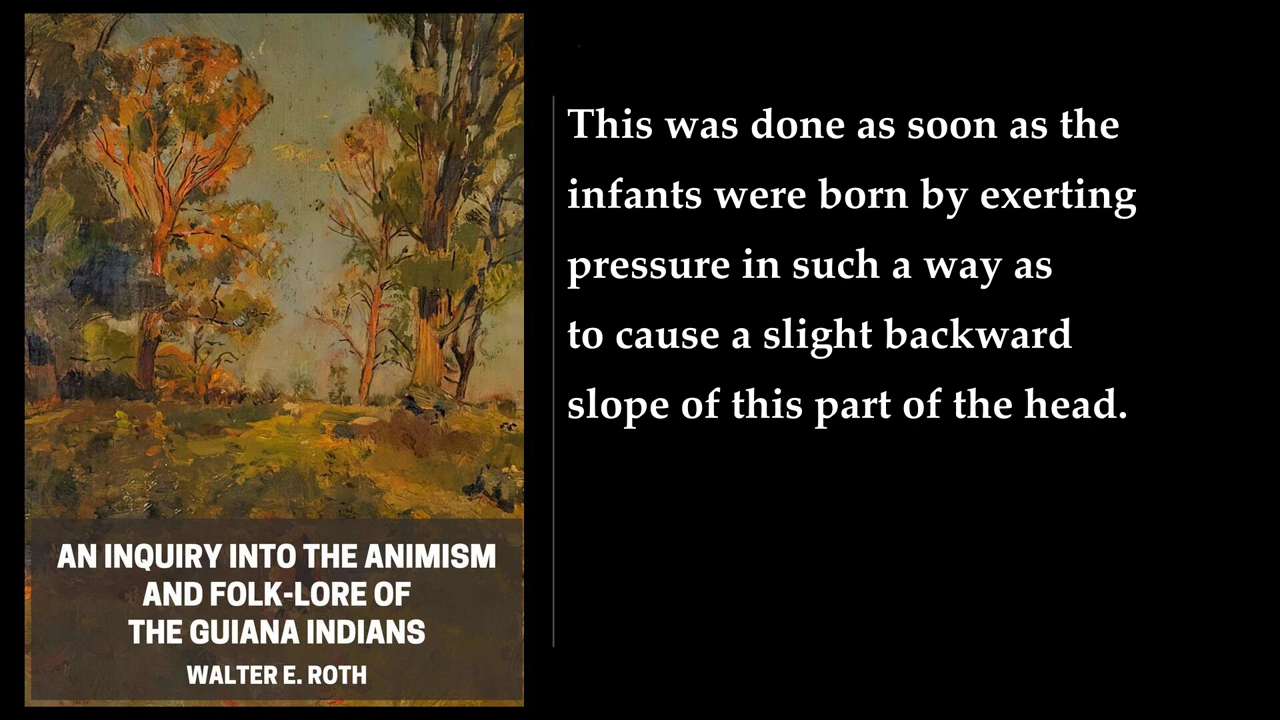 This was done as soon as the
infants were born by exerting
pressure in such a way as
to cause a slight backward
slope of this part of the head.
AN INQUIRY INTO THE ANIMISM
AND FOLK-LORE OF
THE GUIANA INDIANS
WALTER E. ROTH